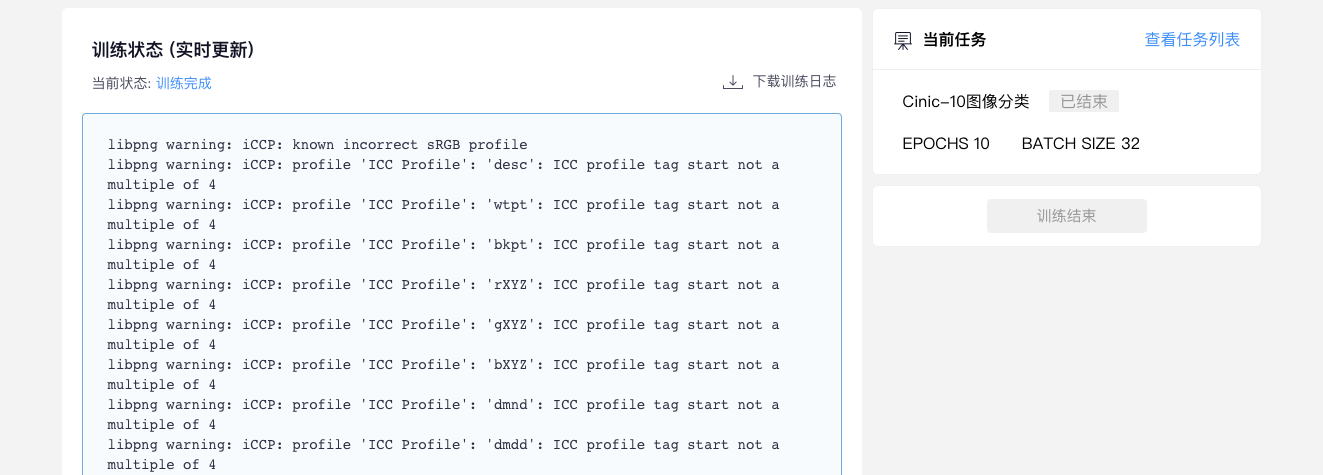 训练状态 (实时更新)
当前状态: 训练完成
下载训练日志
libpng warning: iCCP: known incorrect sRGB profile
libpng warning: iCCP: profile 'ICC Profile': 'desc': ICC profile tag start not a
multiple of 4
libpng warning: iCCP: profile 'ICC Profile': 'wtpt': ICC profile tag start not a
multiple of 4
libpng warning: iCCP: profile 'ICC Profile': 'bkpt': ICC profile tag start not a
multiple of 4
libpng warning: iCCP: profile 'ICC Profile': 'rXYZ': ICC profile tag start not a
multiple of 4
libpng warning: iCCP: profile 'ICC Profile': 'gXYZ': ICC profile tag start not a
multiple of 4
libpng warning: iCCP: profile 'ICC Profile': 'bXYZ': ICC profile tag start not a
multiple of 4
libpng warning: iCCP: profile 'ICC Profile': 'dmnd': ICC profile tag start not a
multiple of 4
libpng warning: iCCP: profile 'ICC Profile': 'dmdd': ICC profile tag start not a
multiple of 4
当前任务
查看任务列表
Cinic-10图像分类 已结束
EPOCHS 10 BATCH SIZE 32
训练结束